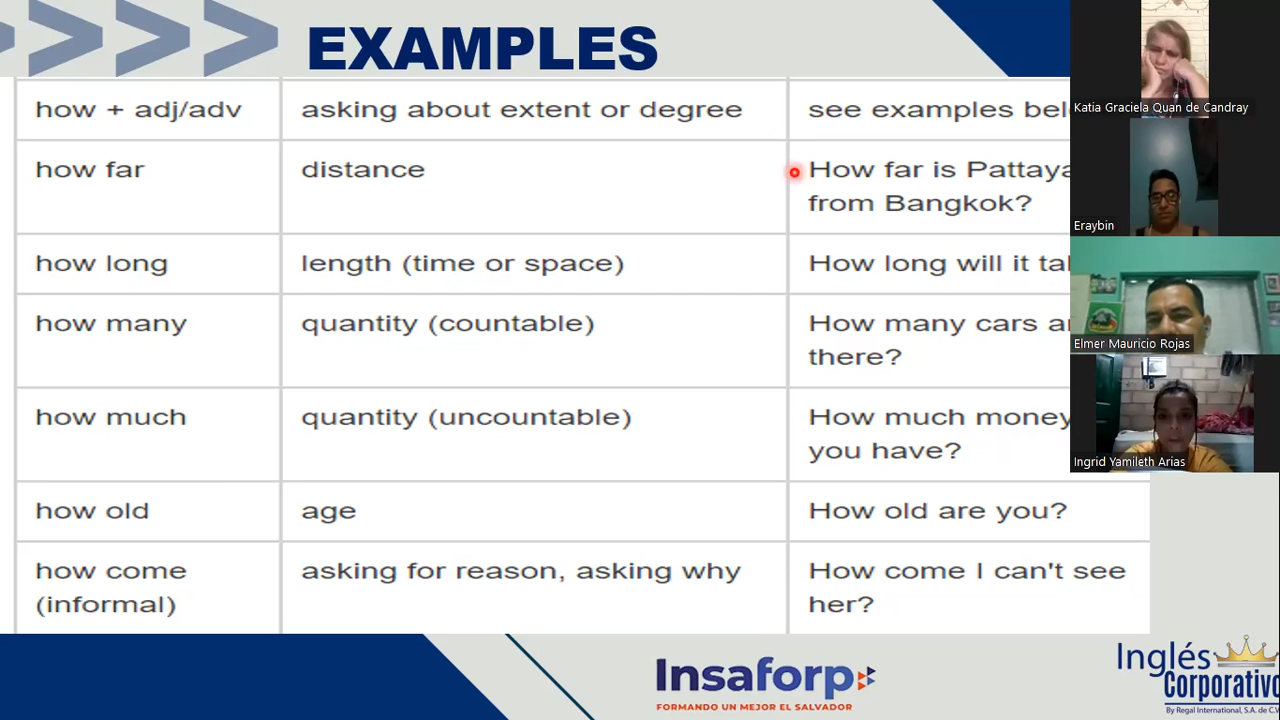 EXAMPLES
how + adj/adv
asking about extent or degree
see examples
how far
distance
How far is Pattaya
from Bangkok?
how long
length (time or space)
How long will it
how many
quantity (countable)
How many cars
there?
how much
quantity (uncountable)
How much money
you have?
how old
age
How old are you?
how come
(informal)
asking for reason, asking why
How come I can't see
her?
Katia Graciela Quan de Candray
Eraybin
Elmer Mauricio Rojas
Ingrid Yamileth Arias
Insaforp
FORMANDO UN MEJOR EL SALVADOR
Inglés
Corporativo
By Regal International, S.A. de C.V